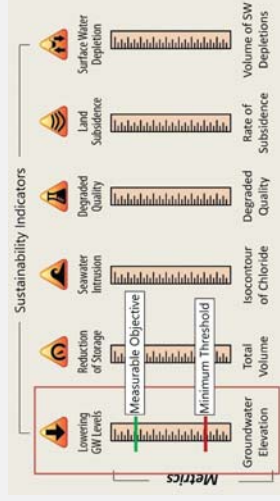 Sustainability Indicators
Lowering
GW Levels
Reduction
of Storage
Seawater
Intrusion
Degraded
Quality
Land
Subsidence
Surface Water
Depletion
Measurable Objective
Minimum Threshold
Metrics
Groundwater
Elevation
Total
Volume
Isocontour
of Chloride
Degraded
Quality
Rate of
Subsidence
Volume of SW
Depletions